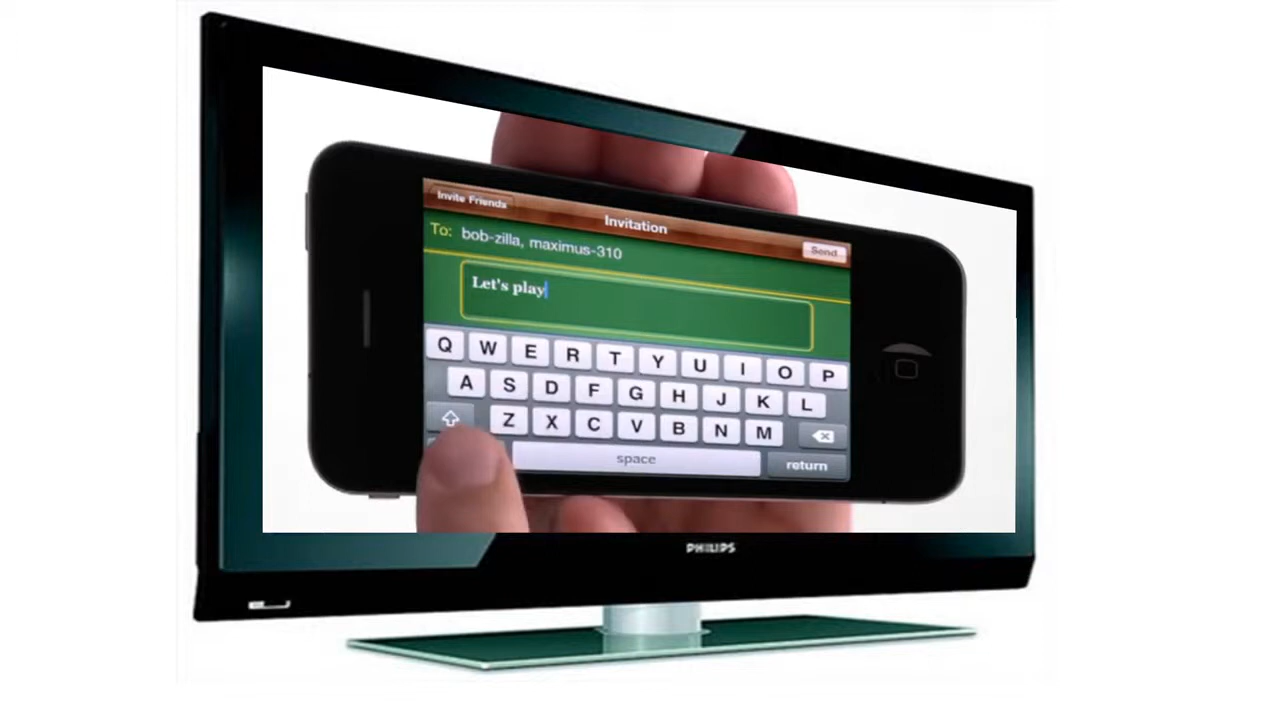 Invite Friends
Invitation
Send
To: bob-zilla, maximus-310
Let's play
Q W E R T Y U I O P
A S D F G H J K L
Z X C V B N M
space
return
PHILIPS